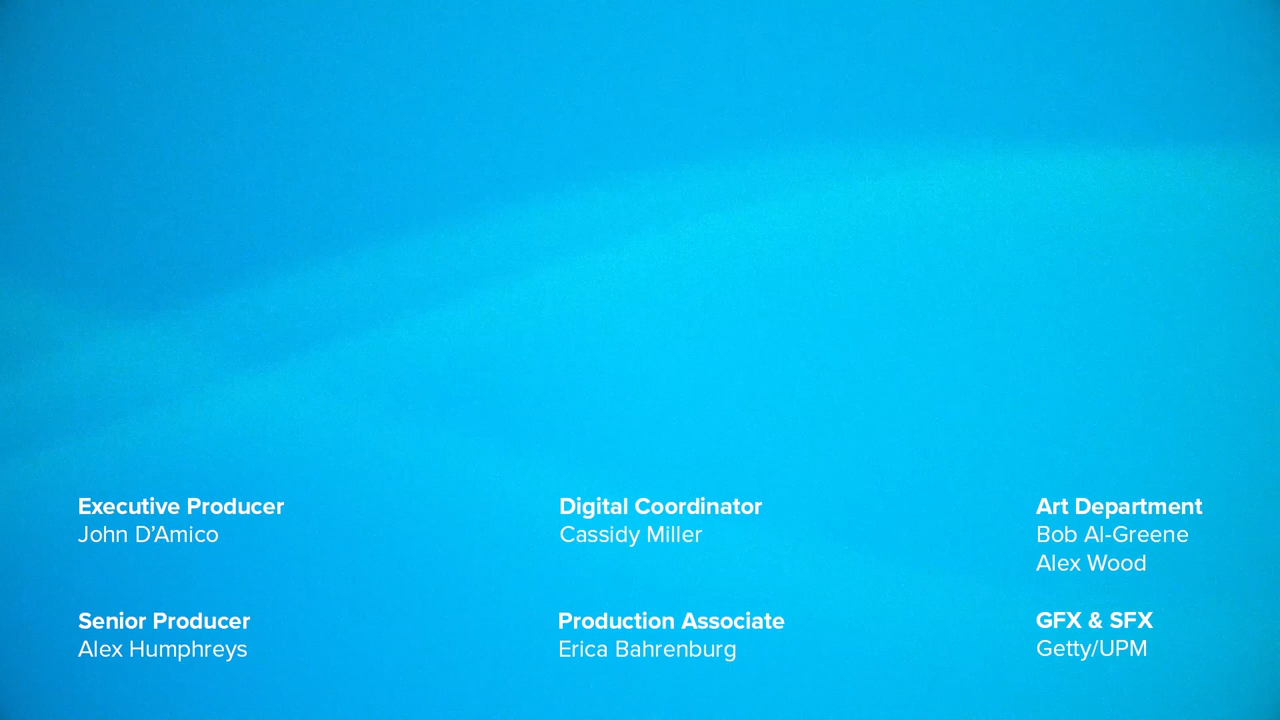 Executive Producer
John D’Amico
Digital Coordinator
Cassidy Miller
Art Department
Bob Al-Greene
Alex Wood
Senior Producer
Alex Humphreys
Production Associate
Erica Bahrenburg
GFX & SFX
Getty/UPM